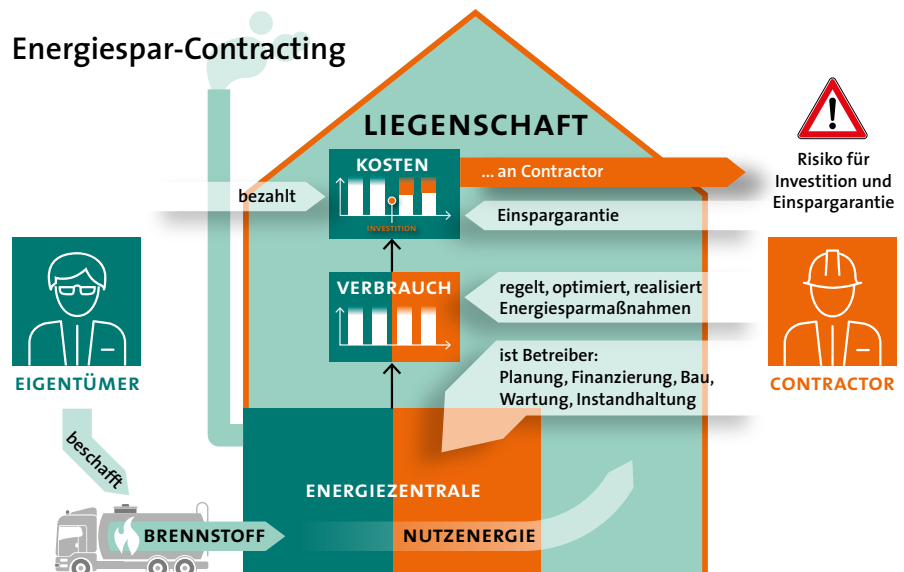 Energiespar-Contracting
LIEGENSCHAFT
KOSTEN
INVESTITION
bezahlt
... an Contractor
Einspargarantie
Risiko für
Investition und
Einspargarantie
VERBRAUCH
regelt, optimiert, realisiert
Energiesparmaßnahmen
ist Betreiber:
Planung, Finanzierung, Bau,
Wartung, Instandhaltung
EIGENTÜMER
CONTRACTOR
beschafft
ENERGIEZENTRALE
BRENNSTOFF
NUTZENERGIE